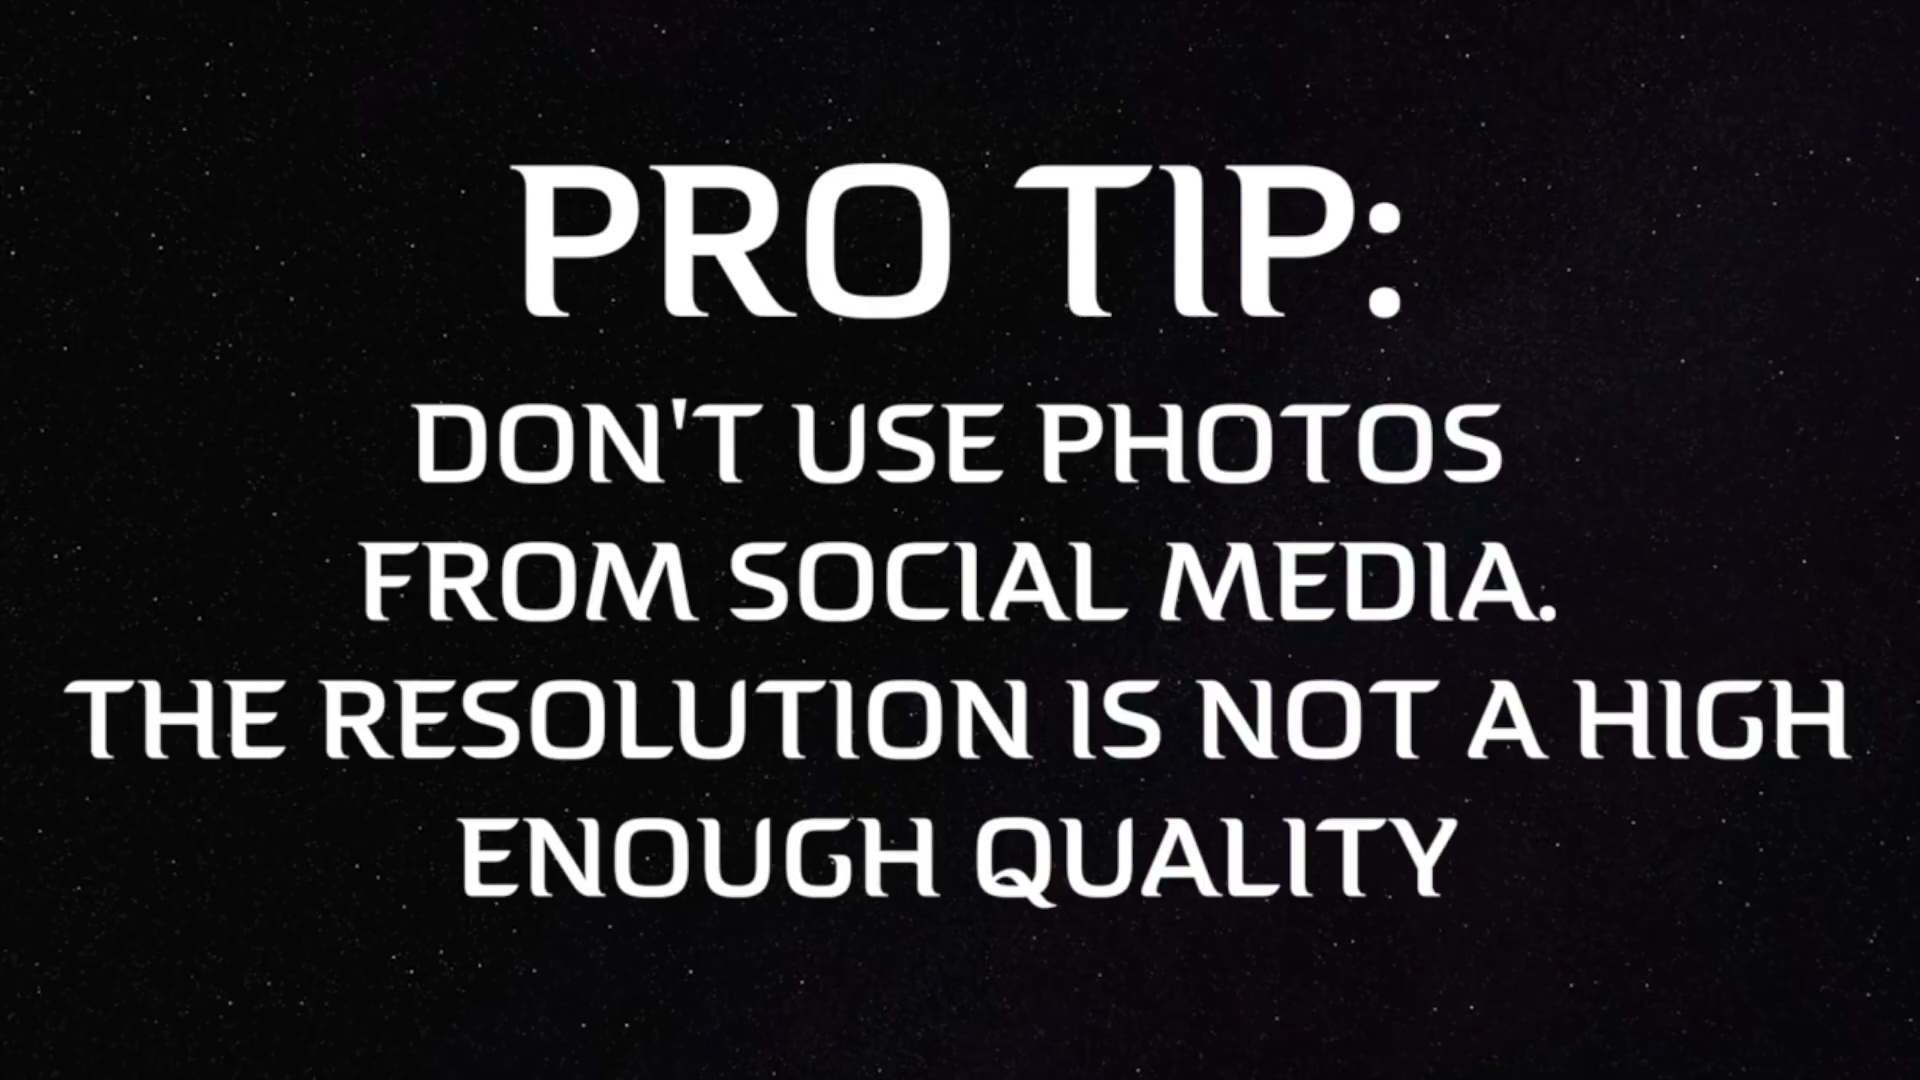 PRO TIP:
DON'T USE PHOTOS
FROM SOCIAL MEDIA.
THE RESOLUTION IS NOT A HIGH
ENOUGH QUALITY